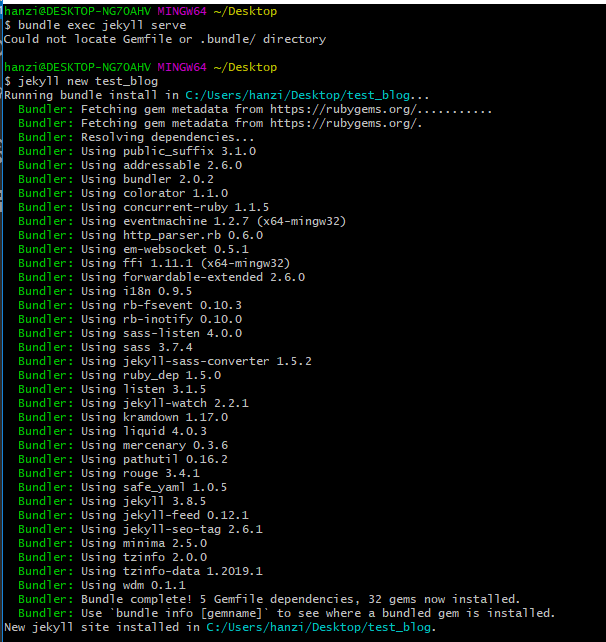 hanzi@DESKTOP-NG7OAHV MINGW64 ~/Desktop
$ bundle exec jekyll serve
Could not locate Gemfile or .bundle/ directory
hanzi@DESKTOP-NG7OAHV MINGW64 ~/Desktop
$ jekyll new test_blog
Running bundle install in C:/Users/hanzi/Desktop/test_blog...
Bundler: Fetching gem metadata from https://rubygems.org/...........
Bundler: Fetching gem metadata from https://rubygems.org/.
Bundler: Resolving dependencies...
Bundler: Using public_suffix 3.1.0
Bundler: Using addressable 2.6.0
Bundler: Using bundler 2.0.2
Bundler: Using colorator 1.1.0
Bundler: Using concurrent-ruby 1.1.5
Bundler: Using eventmachine 1.2.7 (x64-mingw32)
Bundler: Using http_parser.rb 0.6.0
Bundler: Using em-websocket 0.5.1
Bundler: Using ffi 1.11.1 (x64-mingw32)
Bundler: Using forwardable-extended 2.6.0
Bundler: Using i18n 0.9.5
Bundler: Using rb-fsevent 0.10.3
Bundler: Using rb-inotify 0.10.0
Bundler: Using sass-listen 4.0.0
Bundler: Using sass 3.7.4
Bundler: Using jekyll-sass-converter 1.5.2
Bundler: Using ruby_dep 1.5.0
Bundler: Using listen 3.1.5
Bundler: Using jekyll-watch 2.2.1
Bundler: Using kramdown 1.17.0
Bundler: Using liquid 4.0.3
Bundler: Using mercenary 0.3.6
Bundler: Using pathutil 0.16.2
Bundler: Using rouge 3.4.1
Bundler: Using safe_yaml 1.0.5
Bundler: Using jekyll 3.8.5
Bundler: Using jekyll-feed 0.12.1
Bundler: Using jekyll-seo-tag 2.6.1
Bundler: Using minima 2.5.0
Bundler: Using tzinfo 2.0.0
Bundler: Using tzinfo-data 1.2019.1
Bundler: Using wdm 0.1.1
Bundler: Bundle complete! 5 Gemfile dependencies, 32 gems now installed.
Bundler: Use `bundle info [gemname]` to see where a bundled gem is installed.
New jekyll site installed in C:/Users/hanzi/Desktop/test_blog.